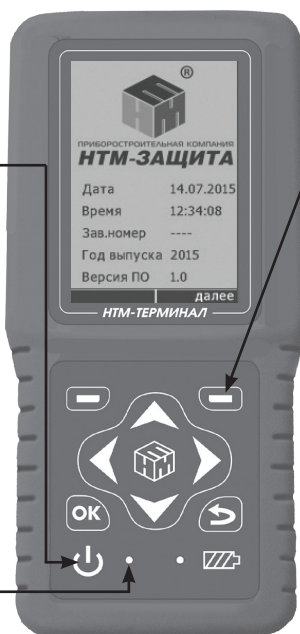 ®
ПРИБОРОСТРОИТЕЛЬНАЯ КОМПАНИЯ
НТМ-ЗАЩИТА
Дата 14.07.2015
Время 12:34:08
Зав.номер ----
Год выпуска 2015
Версия ПО 1.0
далее
НТМ-ТЕРМИНАЛ
ОК